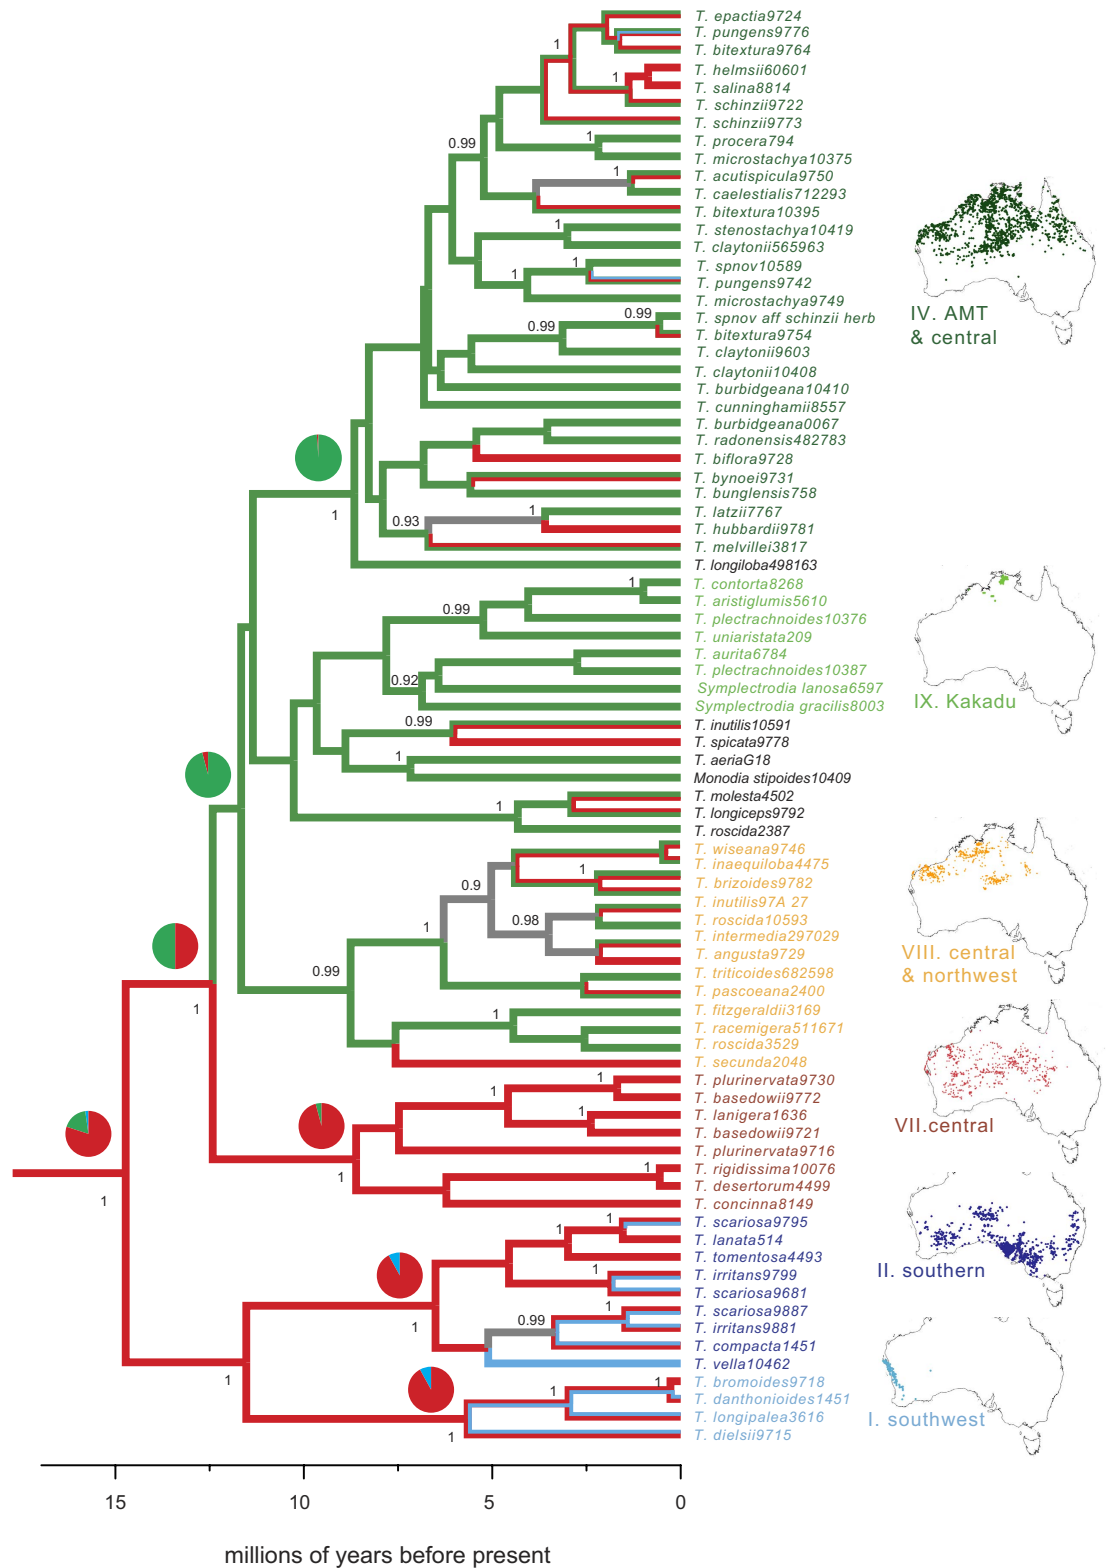 T. epactia9724
T. pungens9776
T. bitextura9764
1
T. helmsii60601
1
T. salina8814
T. schinzii9722
T. schinzii9773
T. procera794
1
0.99
T. microstachya10375
T. acutispicula9750
1
T. caelestialis712293
T. bitextura10395
T. stenostachya10419
1
T. claytonii565963
T. spnov10589
1
1
T. pungens9742
T. microstachya9749
IV. AMT
& central
T. spnov aff schinzii herb
0.99
0.99
T. bitextura9754
T. claytonii9603
T. claytonii10408
T. burbidgeana10410
T. cunninghamii8557
T. burbidgeana0067
T. radonensis482783
T. biflora9728
T. bynoei9731
T. bunglensis758
1
T. latzii7767
1
0.93
T. hubbardii9781
T. melvillei3817
T. longiloba498163
T. contorta8268
1
T. aristiglumis5610
0.99
T. plectrachnoides10376
T. uniaristata209
T. aurita6784
T. plectrachnoides10387
0.92
Symplectrodia lanosa6597
Symplectrodia gracilis8003
IX. Kakadu
T. inutilis10591
0.99
T. spicata9778
T. aeriaG18
1
Monodia stipoides10409
T. molesta4502
1
T. longiceps9792
T. roscida2387
T. wiseana9746
T. inaequiloba4475
1
T. brizoides9782
0.9
T. inutilis97A 27
T. roscida10593
0.98
1
T. intermedia297029
T. angusta9729
VIII. central
& northwest
T. triticoides682598
0.99
T. pascoeana2400
T. fitzgeraldii3169
1
1
T. racemigera511671
T. roscida3529
T. secunda2048
T. plurinervata9730
1
T. basedowii9772
T. lanigera1636
1
VII.central
T. basedowii9721
T. plurinervata9716
T. rigidissima10076
1
1
T. desertorum4499
1
T. concinna8149
T. scariosa9795
1
T. lanata514
1
T. tomentosa4493
II. southern
T. irritans9799
1
T. scariosa9681
T. scariosa9887
1
0.99
1
T. irritans9881
T. compacta1451
T. vella10462
1
T. bromoides9718
1
1
T. danthonioides1451
T. longipalea3616
I. southwest
1
T. dielsii9715
15
10
5
0
millions of years before present